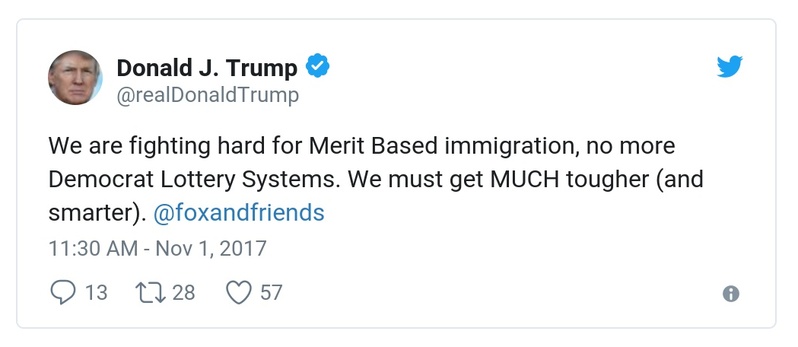 Donald J. Trump
@realDonaldTrump
We are fighting hard for Merit Based immigration, no more
Democrat Lottery Systems. We must get MUCH tougher (and
smarter). @foxandfriends
11:30 AM - Nov 1, 2017
13 28 57